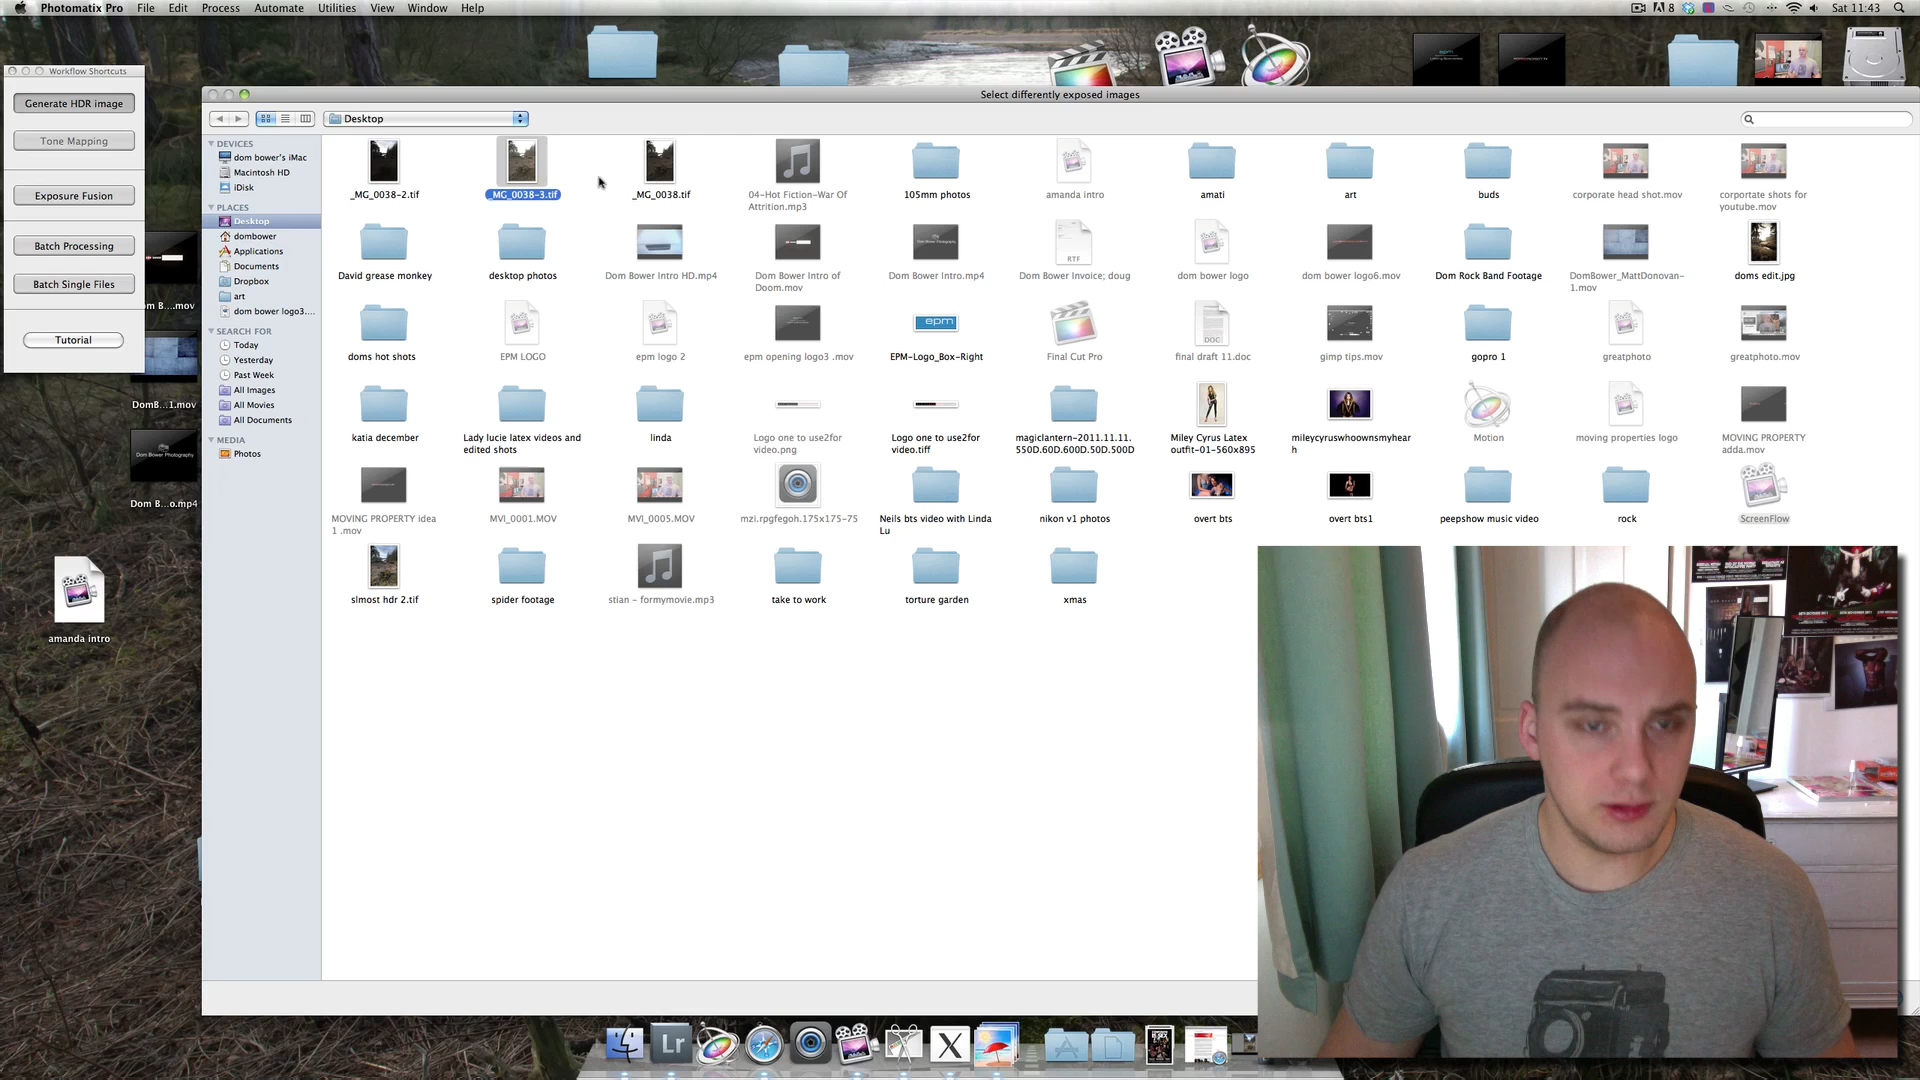 Photomatix Pro File Edit Process Automate Utilities View Window Help
8 Sat 11:43
Workflow Shortcuts
Generate HDR image
Tone Mapping
Exposure Fusion
Batch Processing
Batch Single Files
Tutorial
om B....mov
DomB...1.mov
Dom Bower Photography
Dom B...o.mp4
amanda intro
Select differently exposed images
Desktop
DEVICES
dom bower's iMac
Macintosh HD
iDisk
PLACES
Desktop
dombower
Applications
Documents
Dropbox
art
dom bower logo3....
SEARCH FOR
Today
Yesterday
Past Week
All Images
All Movies
All Documents
MEDIA
Photos
_MG_0038-2.tif
_MG_0038-3.tif
_MG_0038.tif
04-Hot Fiction-War Of
Attrition.mp3
105mm photos
amanda intro
amati
art
buds
corporate head shot.mov
corportate shots for
youtube.mov
David grease monkey
desktop photos
Dom Bower Intro HD.mp4
Dom Bower Intro of
Doom.mov
Dom Bower Intro.mp4
RTF
Dom Bower Invoice; doug
dom bower logo
dom bower logo6.mov
Dom Rock Band Footage
DomBower_MattDonovan-
1.mov
doms edit.jpg
doms hot shots
EPM LOGO
epm logo 2
epm opening logo3 .mov
epm
EPM-Logo_Box-Right
Final Cut Pro
DOC
final draft 11.doc
gimp tips.mov
gopro 1
greatphoto
greatphoto.mov
katia december
Lady lucie latex videos and
edited shots
linda
Logo one to use2for
video.png
Logo one to use2for
video.tiff
magiclantern-2011.11.11.
550D.60D.600D.50D.500D
Miley Cyrus Latex
outfit-01-560x895
mileycyruswhoownsmyhear
h
Motion
moving properties logo
MOVING PROPERTY
adda.mov
MOVING PROPERTY idea
1 .mov
MVI_0001.MOV
MVI_0005.MOV
mzi.rpgfegoh.175x175-75
Neils bts video with Linda
Lu
nikon v1 photos
overt bts
overt bts1
peepshow music video
rock
ScreenFlow
slmost hdr 2.tif
spider footage
stian - formymovie.mp3
take to work
torture garden
xmas
Lr
X